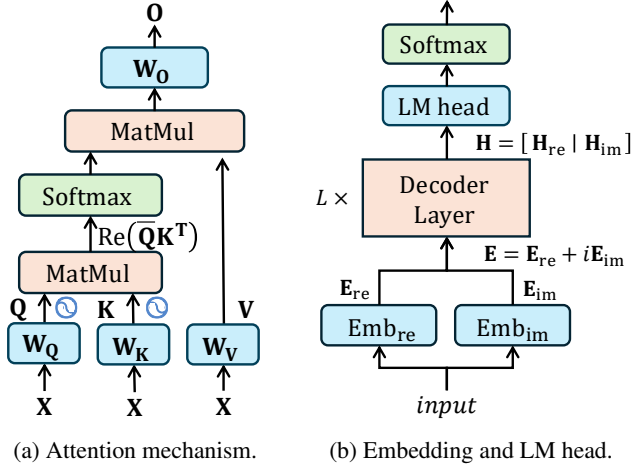 O
W_O
MatMul
Softmax
Re(Q̅K^T)
MatMul
Q K V
W_Q W_K W_V
X X X
(a) Attention mechanism.
Softmax
LM head
H = [H_re | H_im]
L ×
Decoder
Layer
E = E_re + iE_im
E_re E_im
Emb_re Emb_im
input
(b) Embedding and LM head.